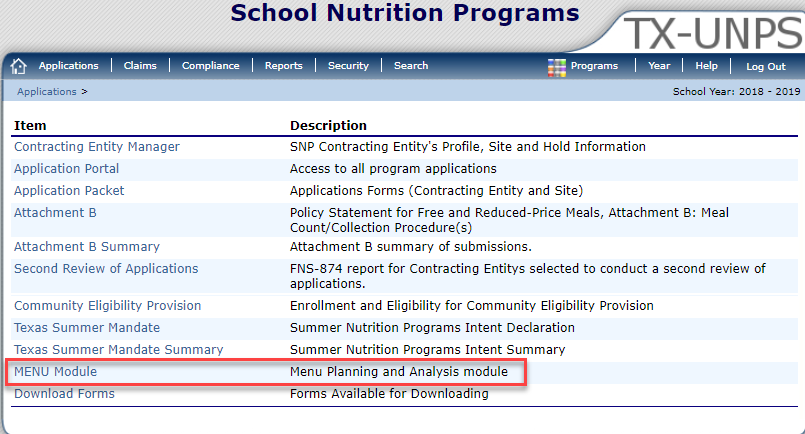 School Nutrition Programs
TX-UNPS
Applications Claims Compliance Reports Security Search Programs Year Help Log Out
Applications > School Year: 2018 - 2019
Item Description
Contracting Entity Manager SNP Contracting Entity's Profile, Site and Hold Information
Application Portal Access to all program applications
Application Packet Applications Forms (Contracting Entity and Site)
Attachment B Policy Statement for Free and Reduced-Price Meals, Attachment B: Meal
Count/Collection Procedure(s)
Attachment B Summary Attachment B summary of submissions.
Second Review of Applications FNS-874 report for Contracting Entitys selected to conduct a second review of
applications.
Community Eligibility Provision Enrollment and Eligibility for Community Eligibility Provision
Texas Summer Mandate Summer Nutrition Programs Intent Declaration
Texas Summer Mandate Summary Summer Nutrition Programs Intent Summary
MENU Module Menu Planning and Analysis module
Download Forms Forms Available for Downloading